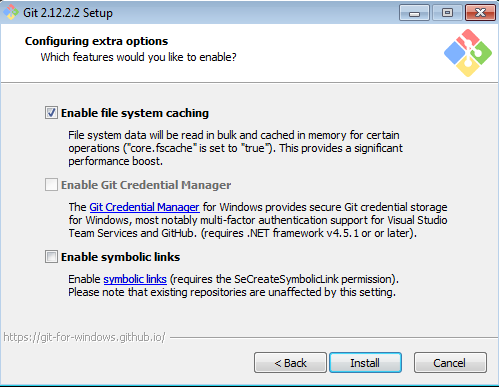 Git 2.12.2.2 Setup
Configuring extra options
Which features would you like to enable?
Enable file system caching
File system data will be read in bulk and cached in memory for certain
operations ("core.fscache" is set to "true"). This provides a significant
performance boost.
Enable Git Credential Manager
The Git Credential Manager for Windows provides secure Git credential storage
for Windows, most notably multi-factor authentication support for Visual Studio
Team Services and GitHub. (requires .NET framework v4.5.1 or or later).
Enable symbolic links
Enable symbolic links (requires the SeCreateSymbolicLink permission).
Please note that existing repositories are unaffected by this setting.
https://git-for-windows.github.io/
< Back
Install
Cancel